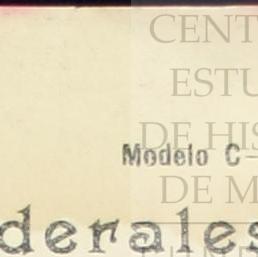 CENT
ESTU
Modelo C-
DE HIS
DE M
derales